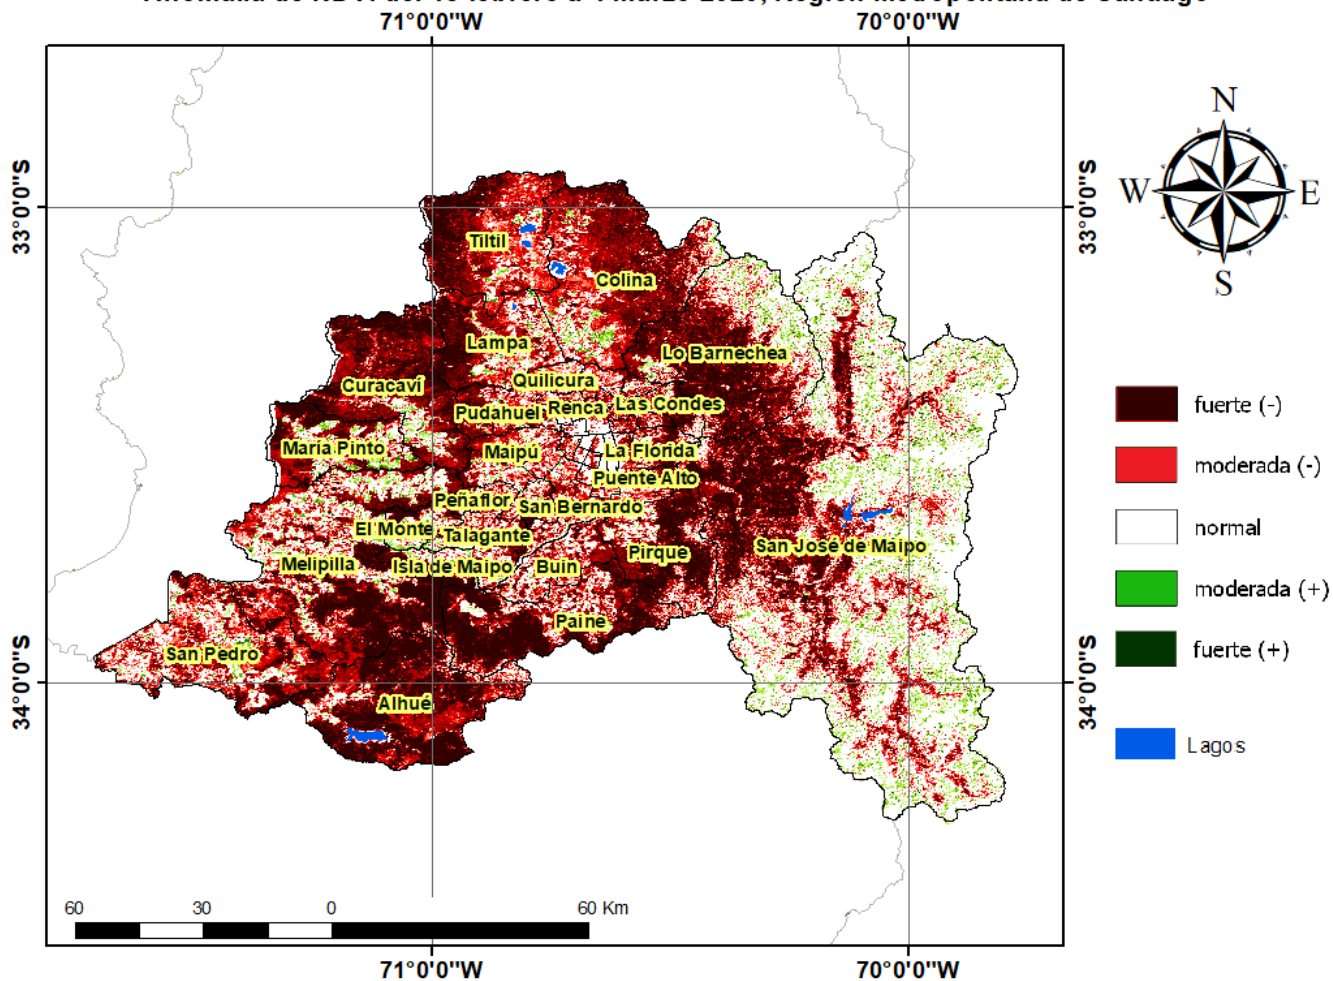 71°0'0"W 70°0'0"W
33°0'0"S
33°0'0"S
34°0'0"S
34°0'0"S
N
W E
S
Tiltil
Colina
Lampa
Lo Barnechea
Curacaví
Quilicura
Pudahuel
Renca
Las Condes
María Pinto
Maipú
La Florida
Puente Alto
Peñaflor
San Bernardo
El Monte
Talagante
San José de Maipo
Pirque
Melipilla
Isla de Maipo
Buin
Paine
San Pedro
Alhué
fuerte (-)
moderada (-)
normal
moderada (+)
fuerte (+)
Lagos
60 30 0 60 Km
71°0'0"W 70°0'0"W